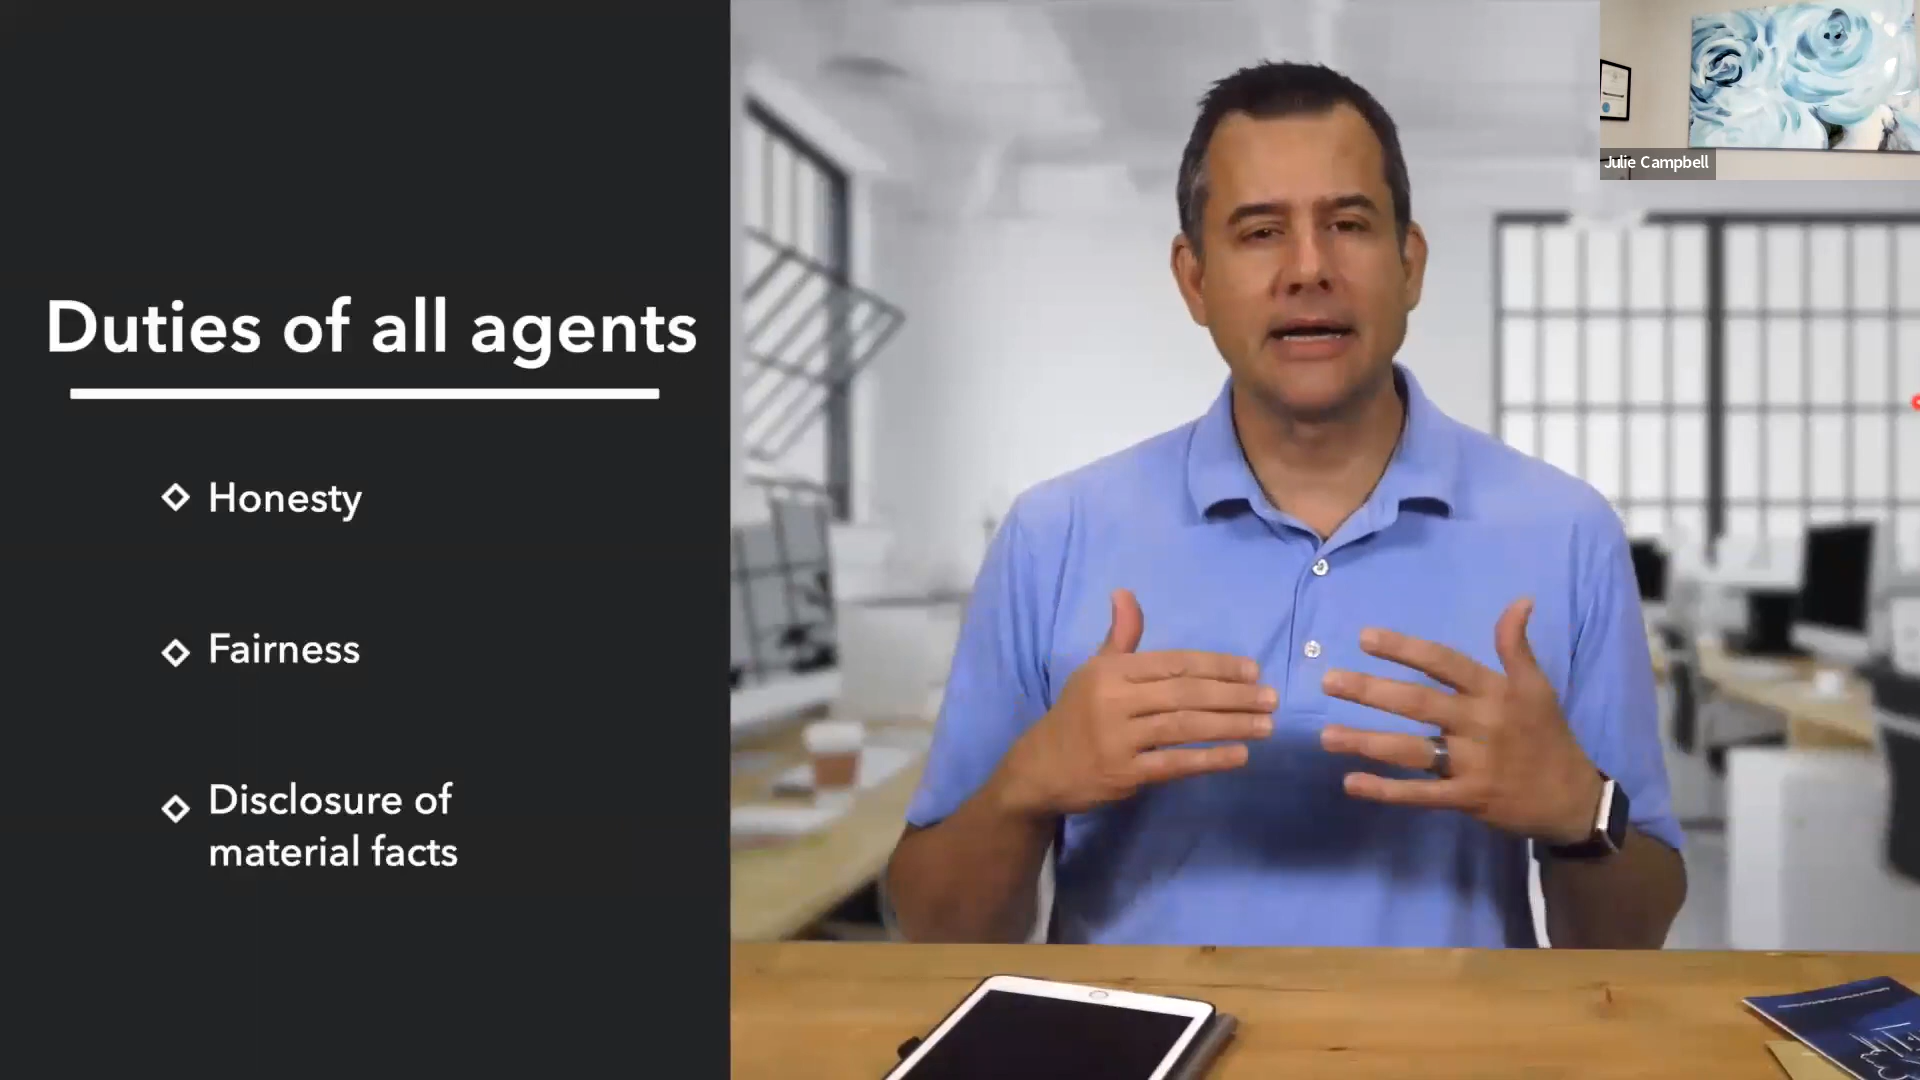 Duties of all agents
Honesty
Fairness
Disclosure of
material facts
Julie Campbell